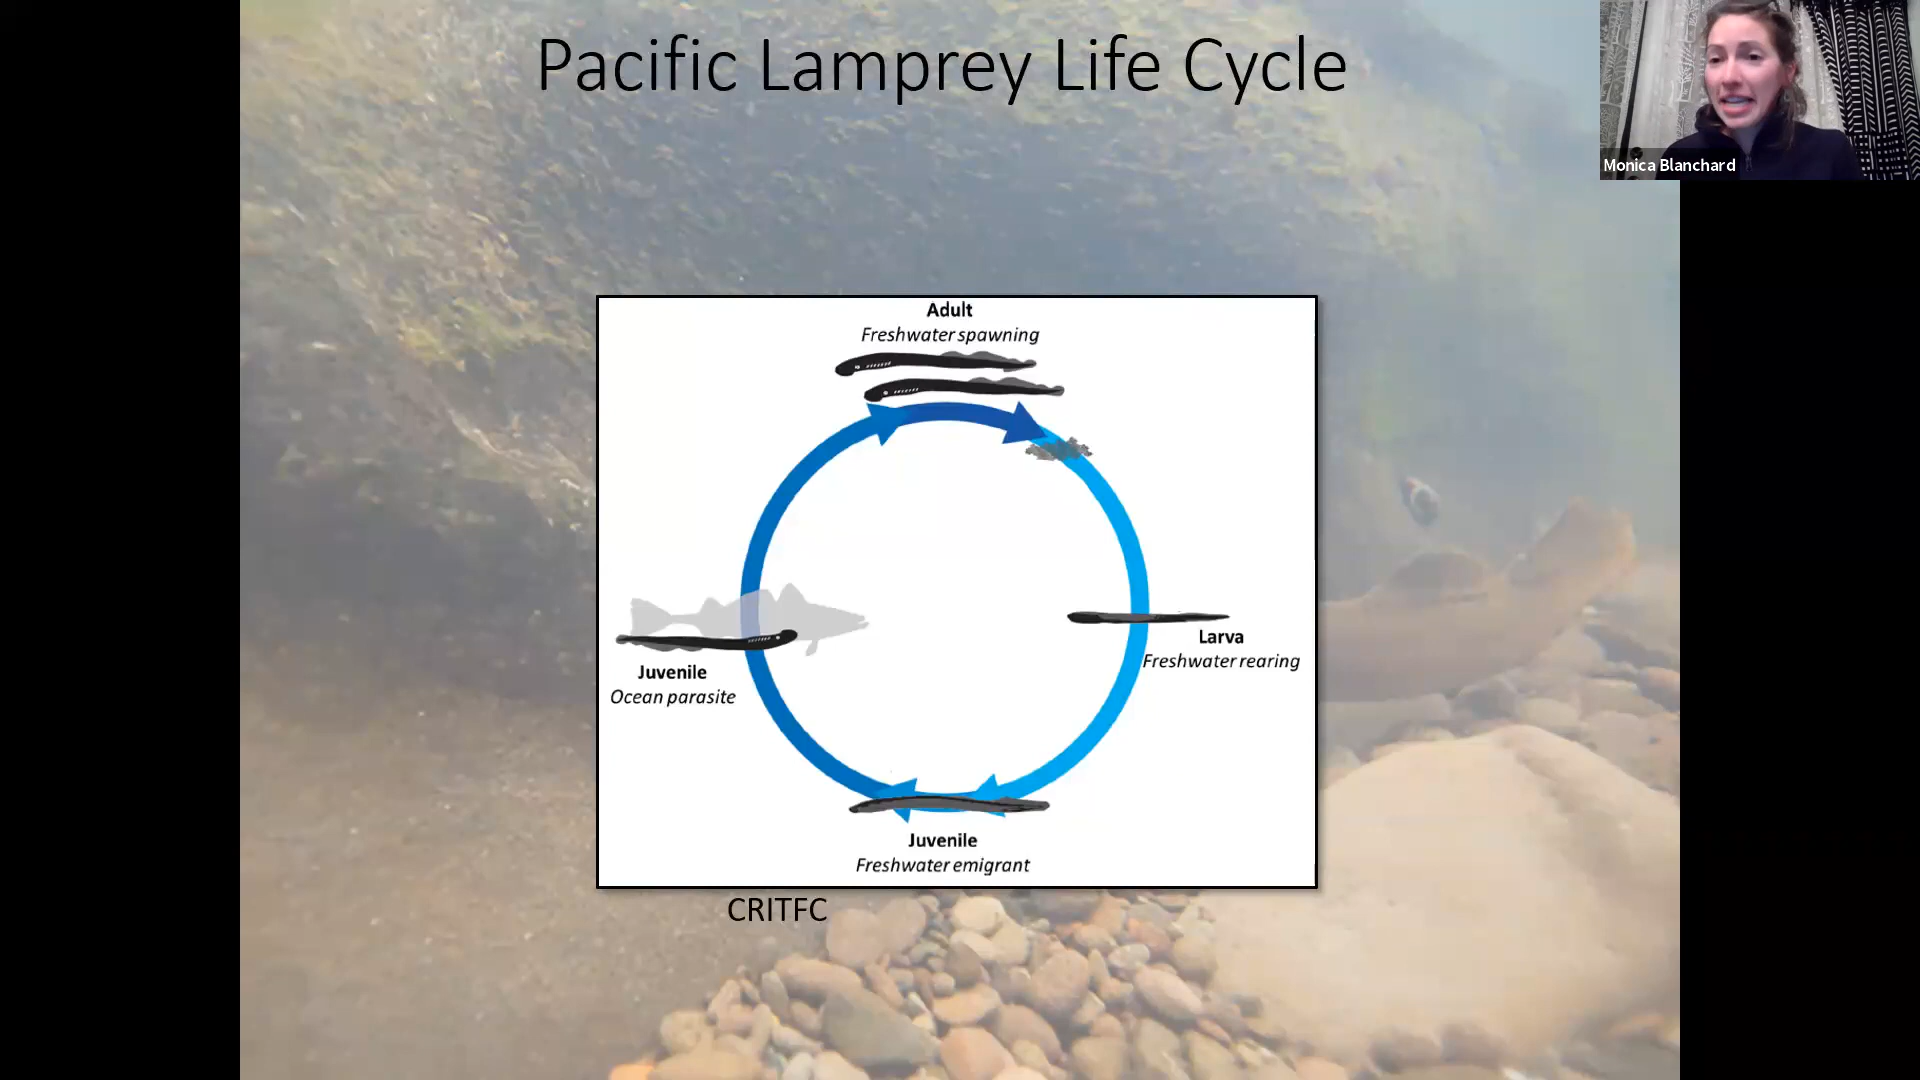 Pacific Lamprey Life Cycle
Monica Blanchard
Adult
Freshwater spawning
Larva
Freshwater rearing
Juvenile
Ocean parasite
Juvenile
Freshwater emigrant
CRITFC